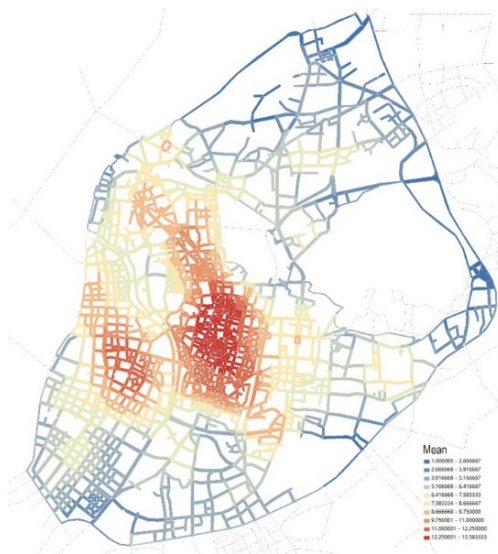 Mean
1.000000 - 2.666667
2.666668 - 3.916667
3.916668 - 5.166667
5.166668 - 6.416667
6.416668 - 7.583333
7.583334 - 8.666667
8.666668 - 9.750000
9.750001 - 11.000000
11.000001 - 12.250000
12.250001 - 13.583333